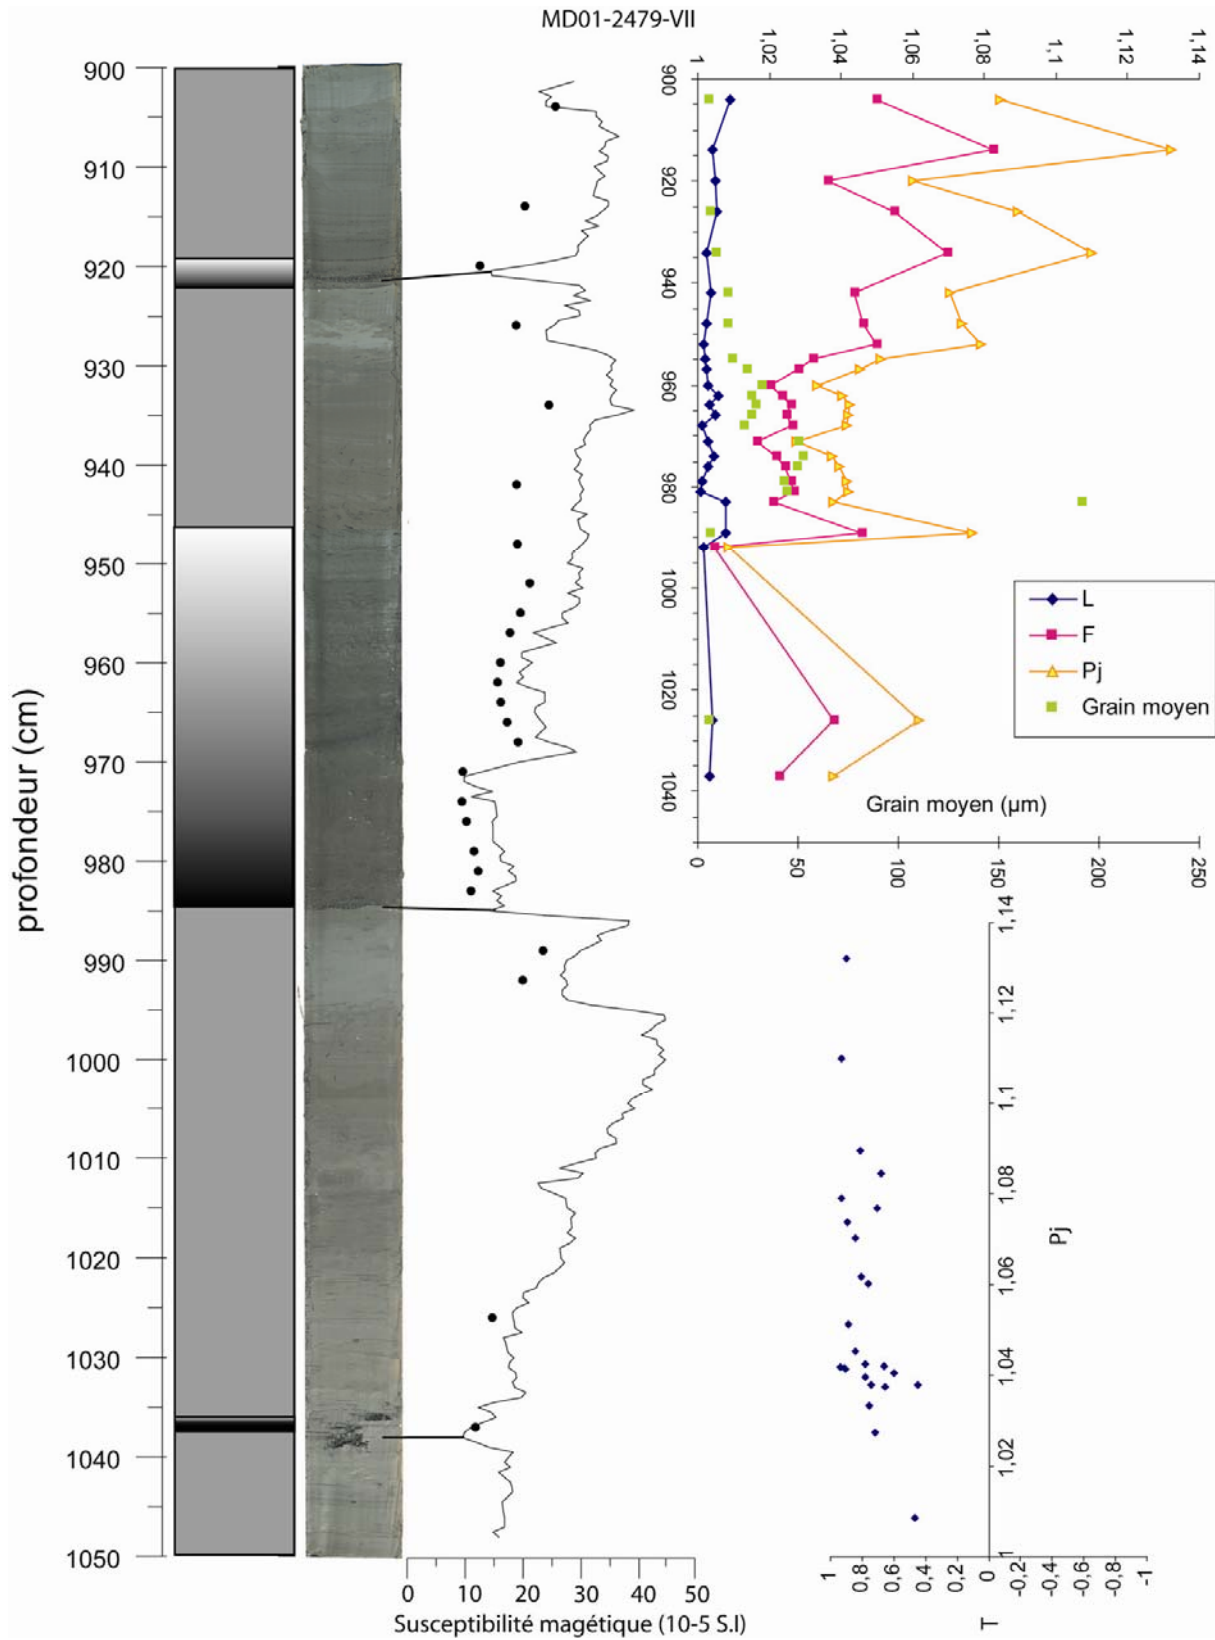 MD01-2479-VII
profondeur (cm)
900
910
920
930
940
950
960
970
980
990
1000
1010
1020
1030
1040
1050
0 10 20 30 40 50
Susceptibilité magétique (10-5 S.I)
1 1,02 1,04 1,06 1,08 1,1 1,12 1,14
900
920
940
960
980
1000
1020
1040
L
F
Pj
Grain moyen
Grain moyen (µm)
0 50 100 150 200 250
1,14
1,12
1,1
1,08
1,06
1,04
1,02
1
Pj
1 0,8 0,6 0,4 0,2 0 -0,2 -0,4 -0,6 -0,8 -1
T